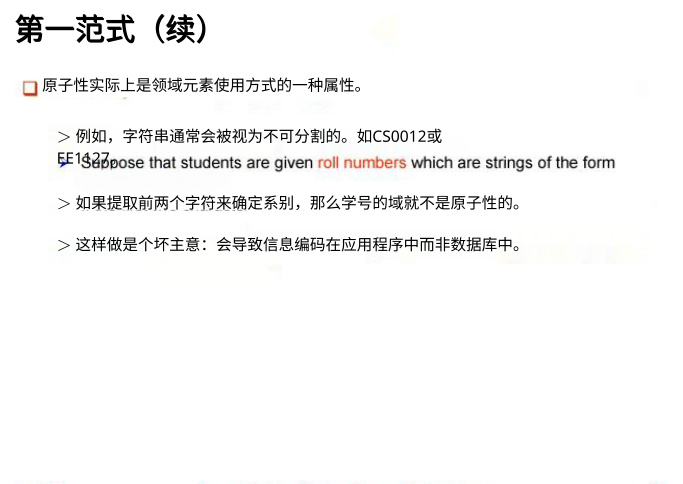 第一范式（续）
原子性实际上是领域元素使用方式的一种属性。
＞ 例如，字符串通常会被视为不可分割的。如CS0012或
EE1127。
Suppose that students are given roll numbers which are strings of the form
＞ 如果提取前两个字符来确定系别，那么学号的域就不是原子性的。
＞ 这样做是个坏主意：会导致信息编码在应用程序中而非数据库中。